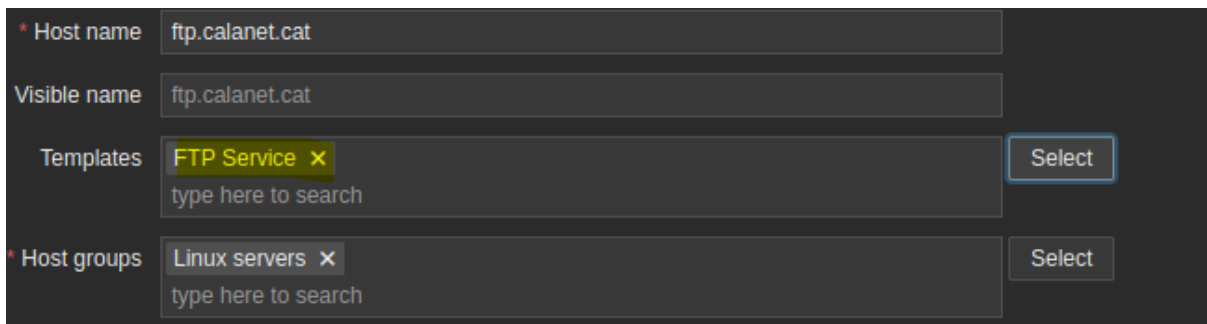 * Host name ftp.calanet.cat
Visible name ftp.calanet.cat
Templates FTP Service × Select
type here to search
* Host groups Linux servers × Select
type here to search